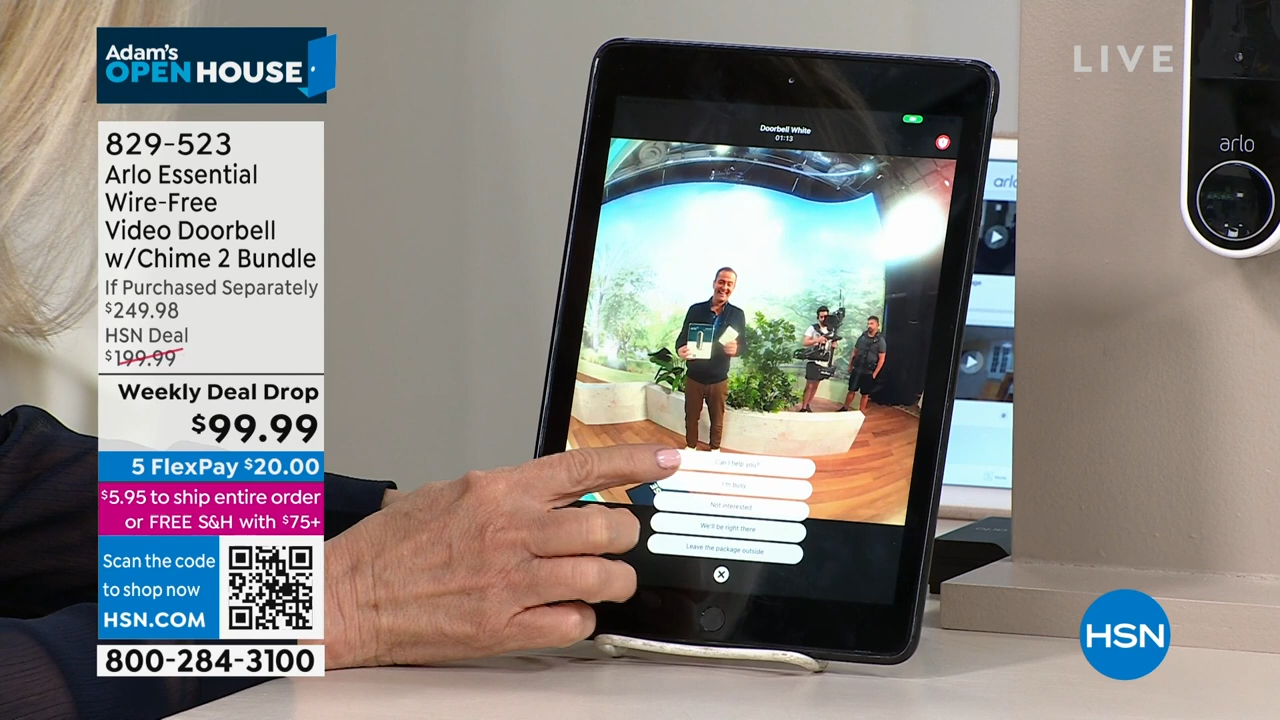 Adam's
OPEN HOUSE
829-523
Arlo Essential
Wire-Free
Video Doorbell
w/Chime 2 Bundle
If Purchased Separately
$249.98
HSN Deal
$199.99
Weekly Deal Drop
$99.99
5 FlexPay $20.00
$5.95 to ship entire order
or FREE S&H with $75+
Scan the code
to shop now
HSN.COM
800-284-3100
Doorbell White
01:13
Can I help you?
I'm busy
Not interested
We'll be right there
Leave the package outside
LIVE
arlo
arlo
HSN